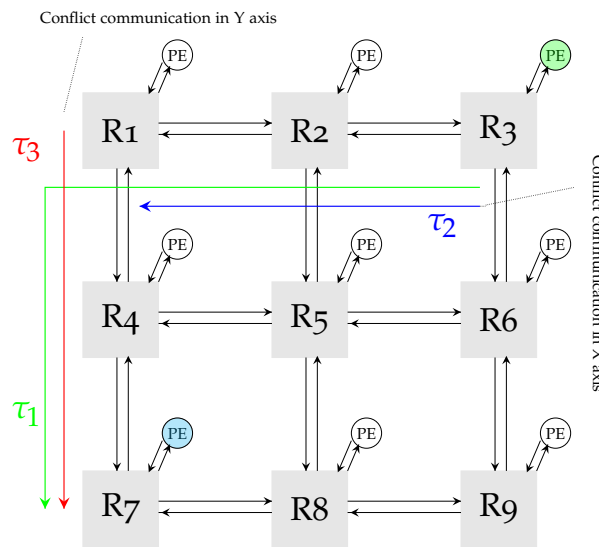 Conflict communication in Y axis
PE
PE
PE
R1
R2
R3
τ3
τ2
Conflict communication in X axis
PE
PE
PE
R4
R5
R6
τ1
PE
PE
PE
R7
R8
R9